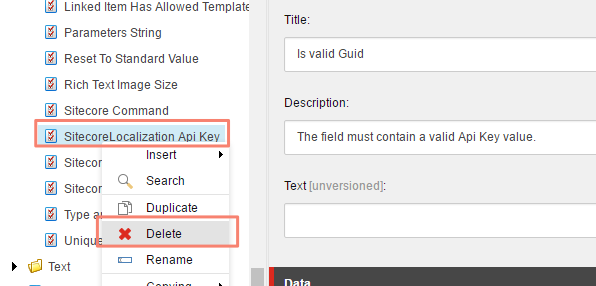 Linked Item Has Allowed Template
Parameters String
Reset To Standard Value
Rich Text Image Size
Sitecore Command
SitecoreLocalization Api Key
Sitecor
Sitecor
Type a
Unique
Text
Insert
Search
Duplicate
Delete
Rename
Copying
Title:
Is valid Guid
Description:
The field must contain a valid Api Key value.
Text [unversioned]:
Data